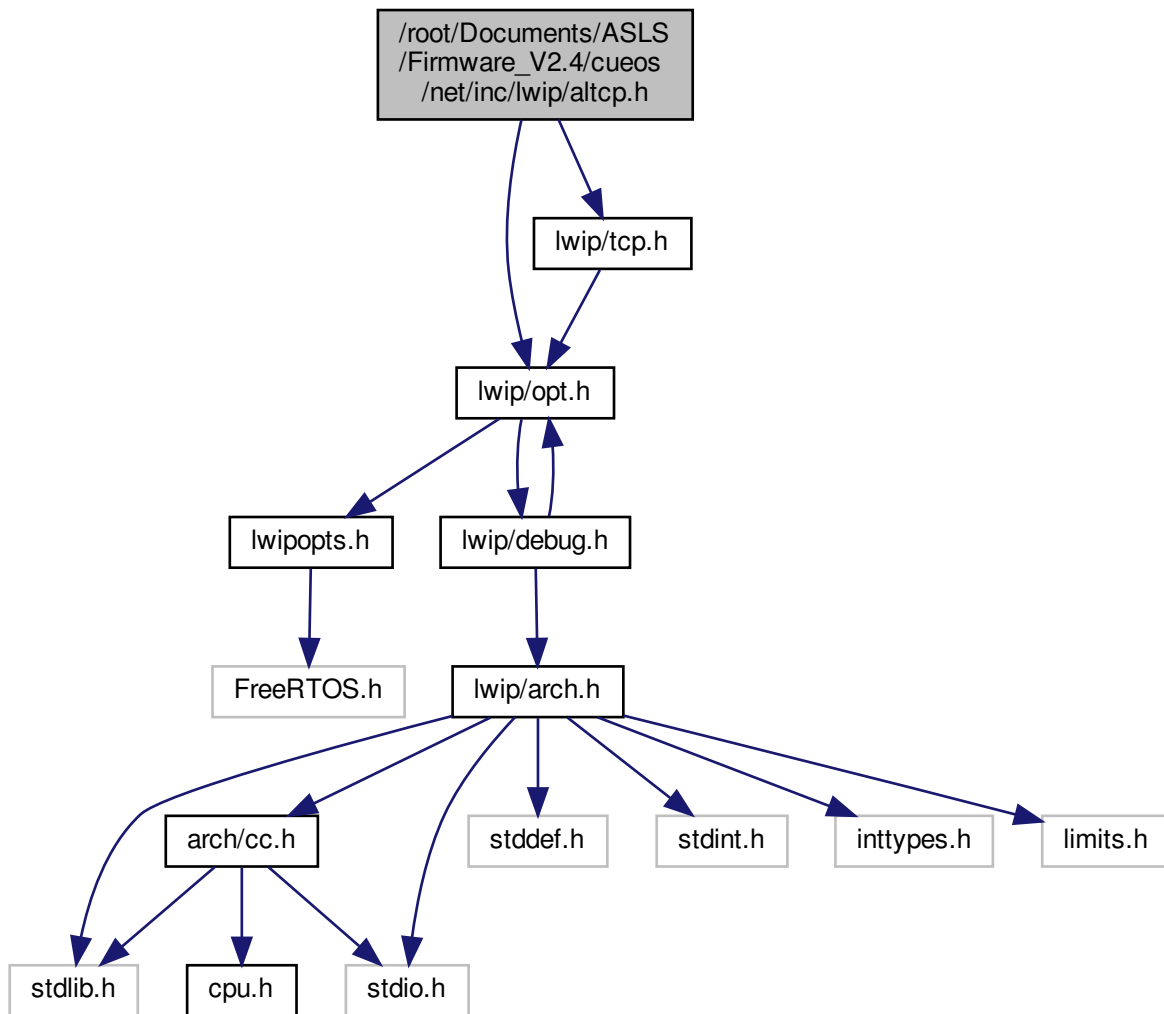 /root/Documents/ASLS
/Firmware_V2.4/cueos
/net/inc/lwip/altcp.h
lwip/tcp.h
lwip/opt.h
lwipopts.h
lwip/debug.h
FreeRTOS.h
lwip/arch.h
arch/cc.h
stddef.h
stdint.h
inttypes.h
limits.h
stdlib.h
cpu.h
stdio.h